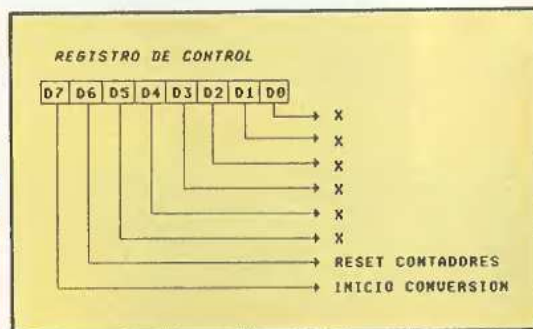 REGISTRO DE CONTROL
D7 D6 D5 D4 D3 D2 D1 D0
X
X
X
X
X
X
RESET CONTADORES
INICIO CONVERSION